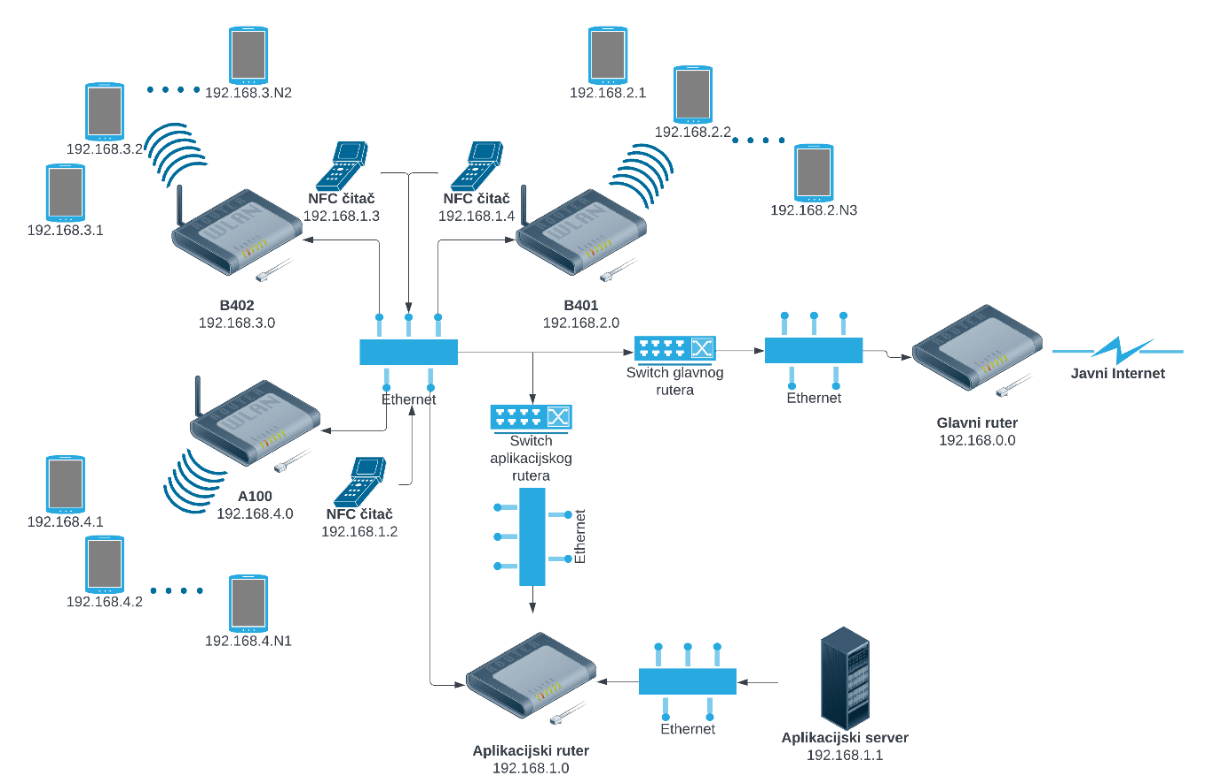 192.168.3.N2
192.168.3.2
192.168.3.1
192.168.2.1
192.168.2.2
192.168.2.N3
NFC čitač
192.168.1.3
NFC čitač
192.168.1.4
WLAN
B402
192.168.3.0
WLAN
B401
192.168.2.0
Ethernet
Switch glavnog
rutera
Ethernet
Glavni ruter
192.168.0.0
Javni Internet
Switch
aplikacijskog
rutera
WLAN
A100
192.168.4.0
NFC čitač
192.168.1.2
192.168.4.1
192.168.4.2
192.168.4.N1
Ethernet
Aplikacijski ruter
192.168.1.0
Ethernet
Aplikacijski server
192.168.1.1